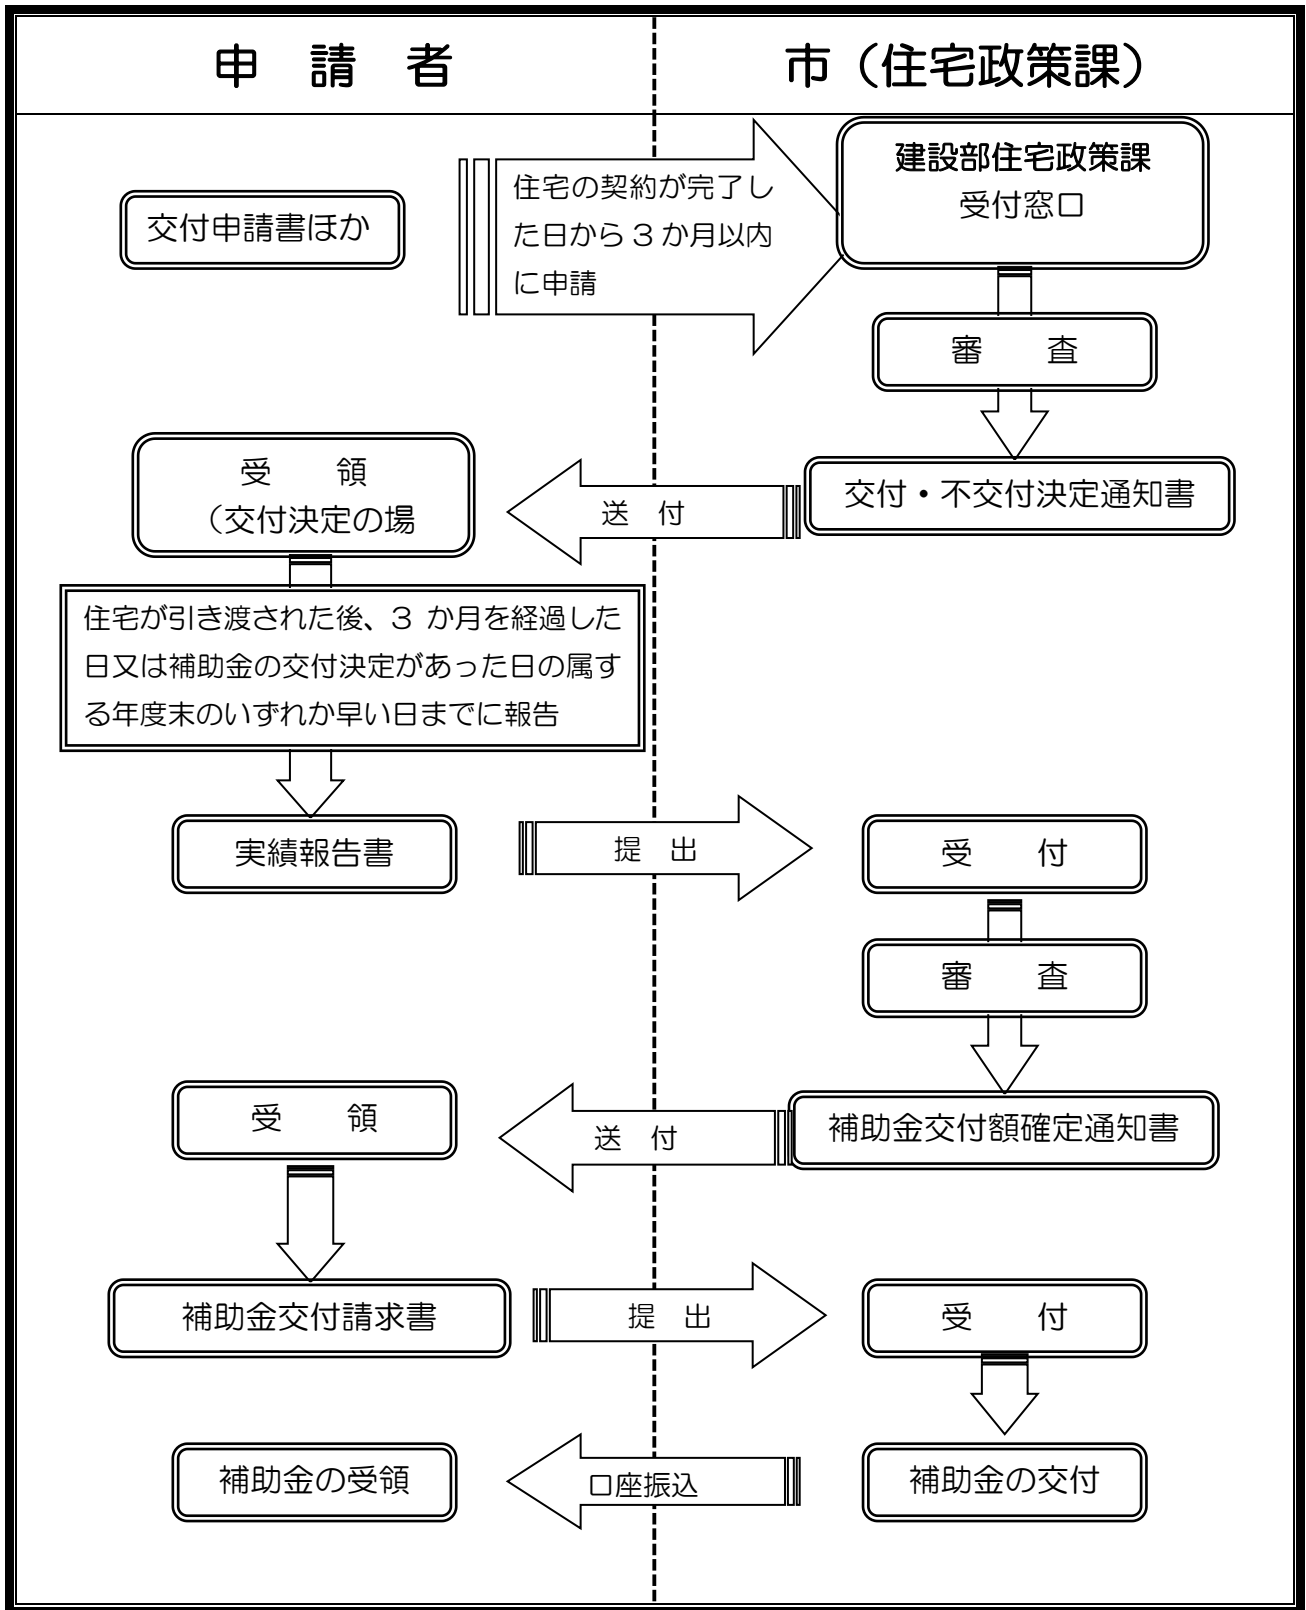 申　請　者
市（住宅政策課）
交付申請書ほか
住宅の契約が完了し
た日から３か月以内
に申請
建設部住宅政策課
受付窓口
審　　査
交付・不交付決定通知書
送　付
受　　領
（交付決定の場
住宅が引き渡された後、３ か月を経過した
日又は補助金の交付決定があった日の属す
る年度末のいずれか早い日までに報告
実績報告書
提　出
受　　付
審　　査
補助金交付額確定通知書
送　付
受　　領
補助金交付請求書
提　出
受　　付
補助金の交付
口座振込
補助金の受領